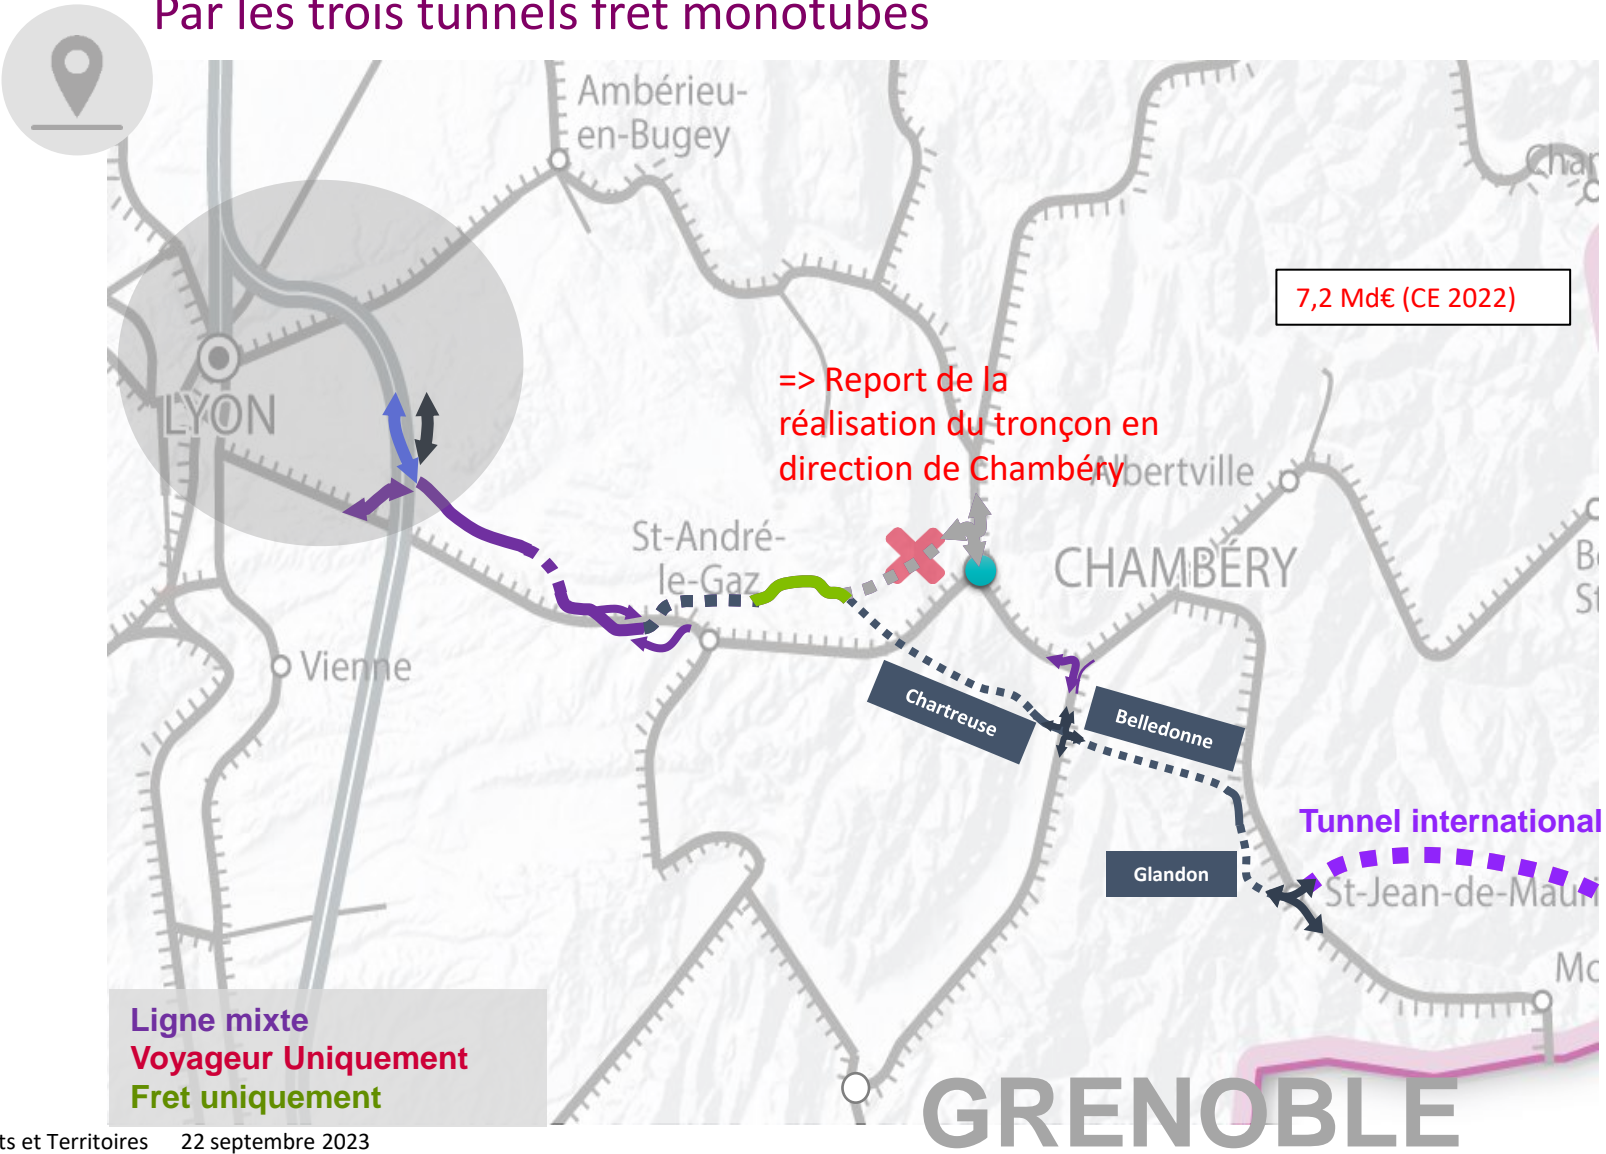 Par les trois tunnels fret monotubes
Ambérieu-
en-Bugey
7,2 Md€ (CE 2022)
=> Report de la
réalisation du tronçon en
direction de Chambéry
LYON
St-André-
le-Gaz
CHAMBÉRY
Vienne
Chartreuse
Belledonne
Tunnel international
Glandon
Ligne mixte
Voyageur Uniquement
Fret uniquement
GRENOBLE
et Territoires 22 septembre 2023